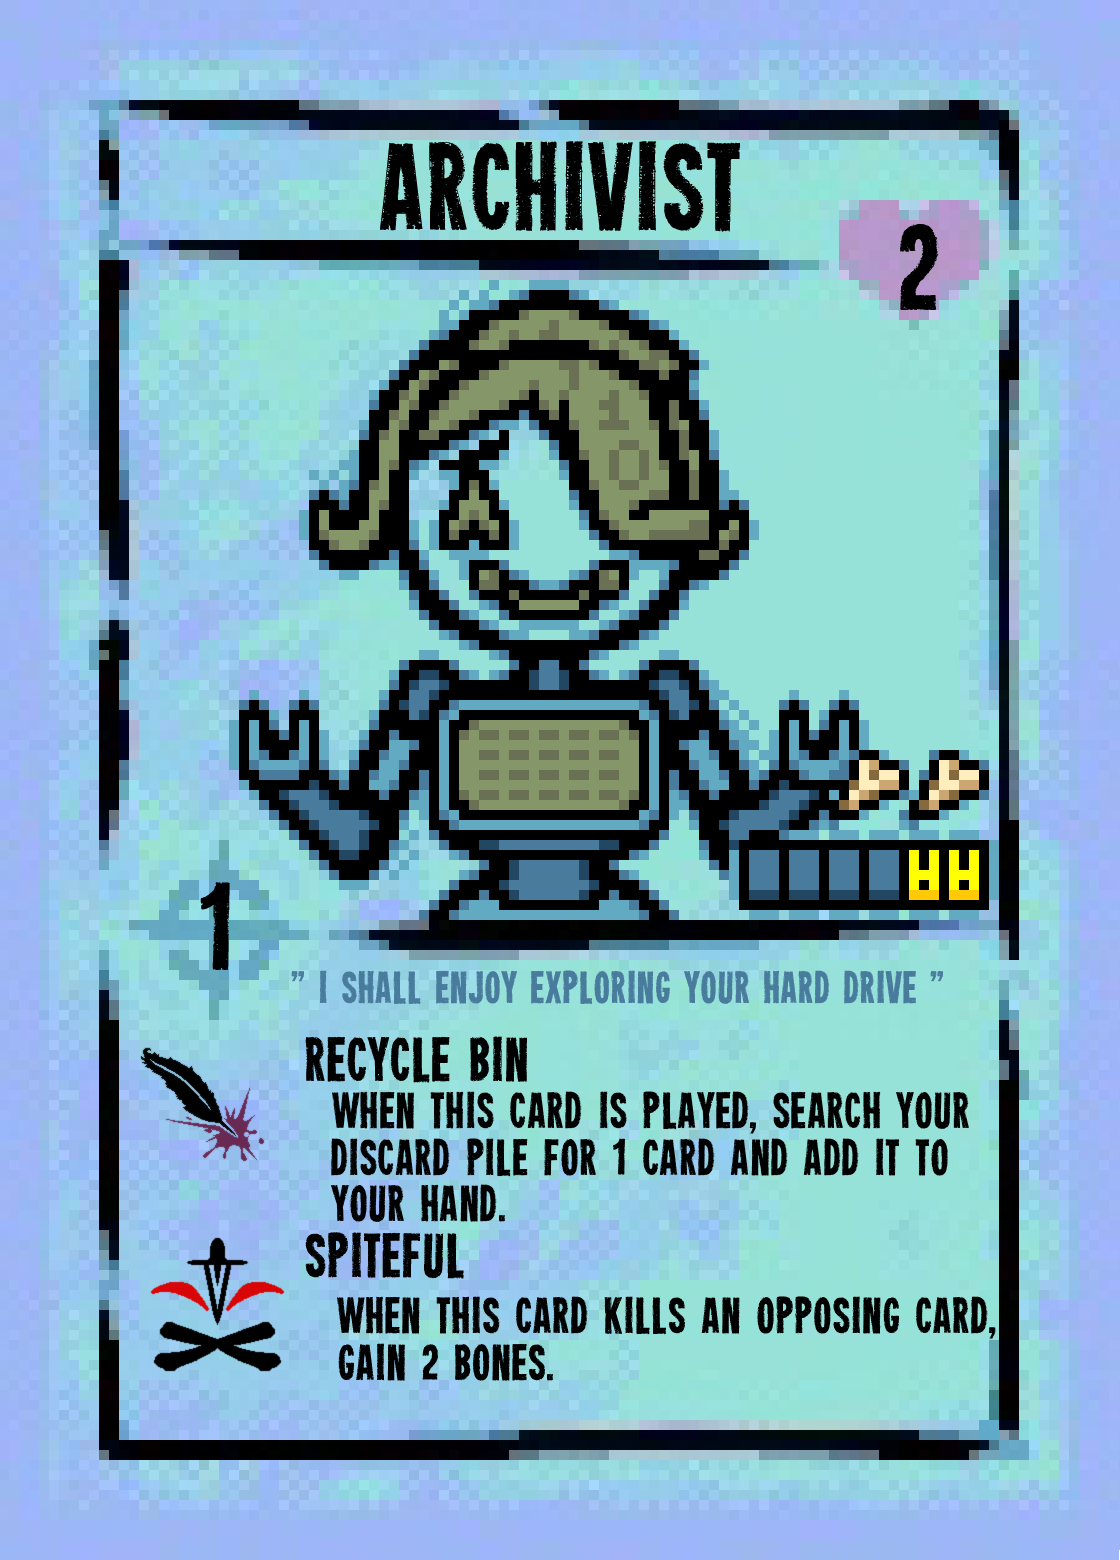 ARCHIVIST
2
1
0
1
" I SHALL ENJOY EXPLORING YOUR HARD DRIVE "
RECYCLE BIN
WHEN THIS CARD IS PLAYED, SEARCH YOUR
DISCARD PILE FOR 1 CARD AND ADD IT TO
YOUR HAND.
SPITEFUL
WHEN THIS CARD KILLS AN OPPOSING CARD,
GAIN 2 BONES.